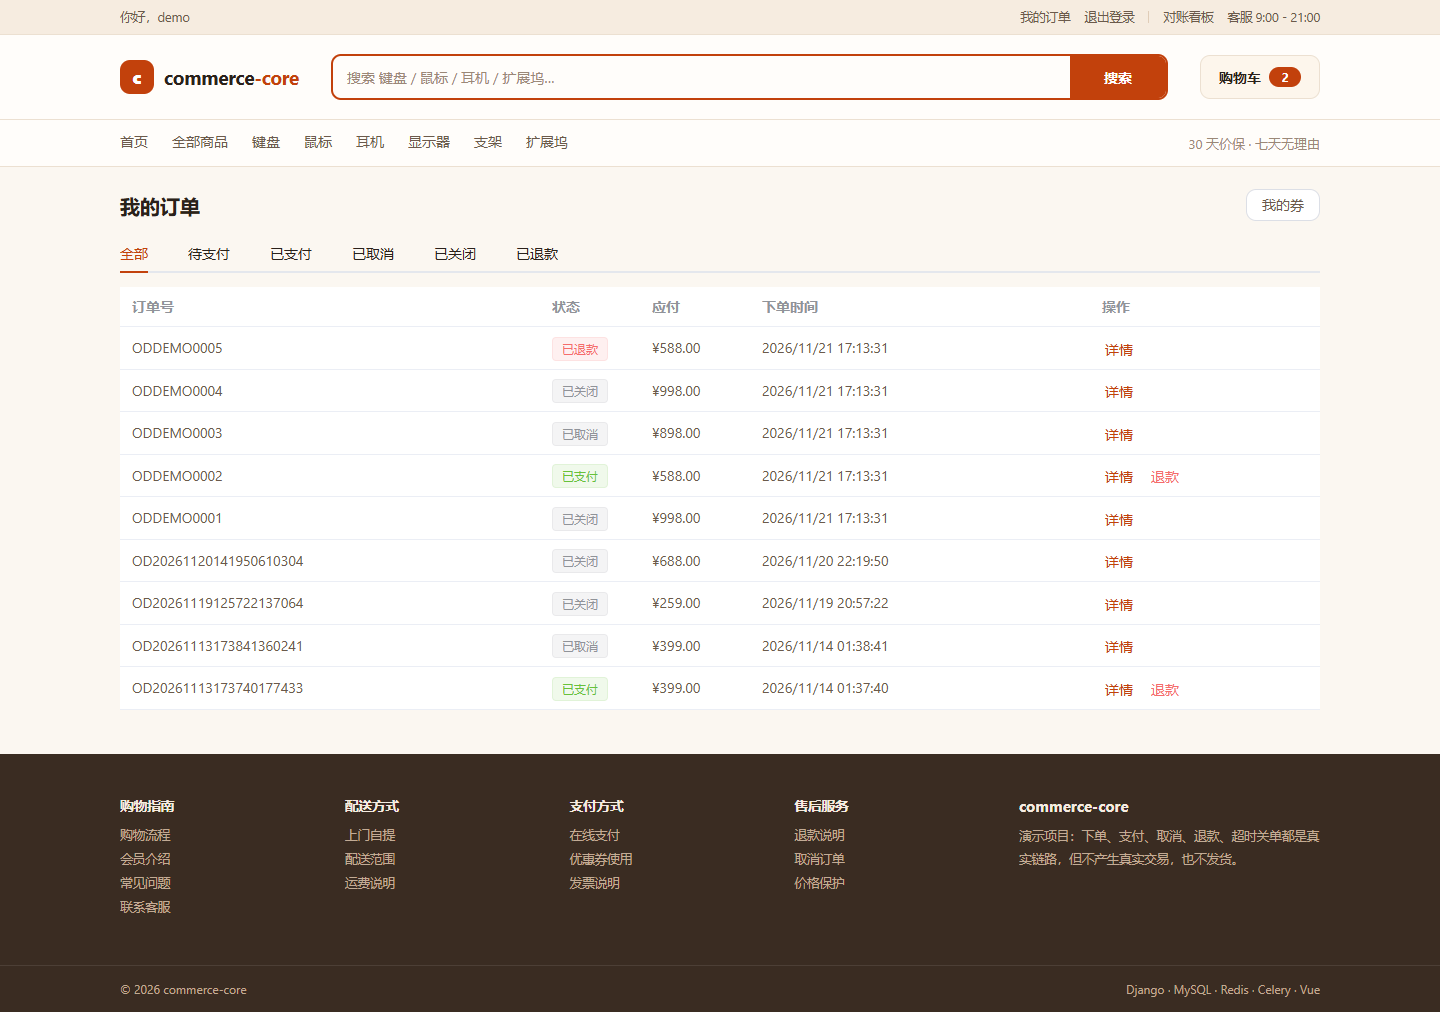 你好，demo
我的订单 退出登录 对账看板 客服 9:00 - 21:00
c commerce-core 搜索 键盘 / 鼠标 / 耳机 / 扩展坞... 搜索 购物车 2
首页 全部商品 键盘 鼠标 耳机 显示器 支架 扩展坞 30 天价保 · 七天无理由
我的订单 我的券
全部 待支付 已支付 已取消 已关闭 已退款
订单号 状态 应付 下单时间 操作
ODDEMO0005 已退款 ¥588.00 2026/11/21 17:13:31 详情
ODDEMO0004 已关闭 ¥998.00 2026/11/21 17:13:31 详情
ODDEMO0003 已取消 ¥898.00 2026/11/21 17:13:31 详情
ODDEMO0002 已支付 ¥588.00 2026/11/21 17:13:31 详情 退款
ODDEMO0001 已关闭 ¥998.00 2026/11/21 17:13:31 详情
OD20261120141950610304 已关闭 ¥688.00 2026/11/20 22:19:50 详情
OD20261119125722137064 已关闭 ¥259.00 2026/11/19 20:57:22 详情
OD20261113173841360241 已取消 ¥399.00 2026/11/14 01:38:41 详情
OD20261113173740177433 已支付 ¥399.00 2026/11/14 01:37:40 详情 退款
购物指南
购物流程
会员介绍
常见问题
联系客服
配送方式
上门自提
配送范围
运费说明
支付方式
在线支付
优惠券使用
发票说明
售后服务
退款说明
取消订单
价格保护
commerce-core
演示项目：下单、支付、取消、退款、超时关单都是真
实链路，但不产生真实交易，也不发货。
© 2026 commerce-core
Django · MySQL · Redis · Celery · Vue